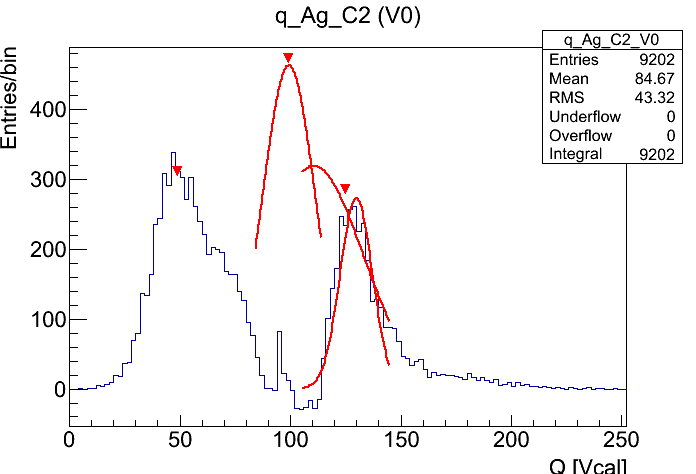 q_Ag_C2 (V0)
q_Ag_C2_V0
Entries 9202
Mean 84.67
RMS 43.32
Underflow 0
Overflow 0
Integral 9202
Entries/bin
400
300
200
100
0
0 50 100 150 200 250
Q [Vcal]